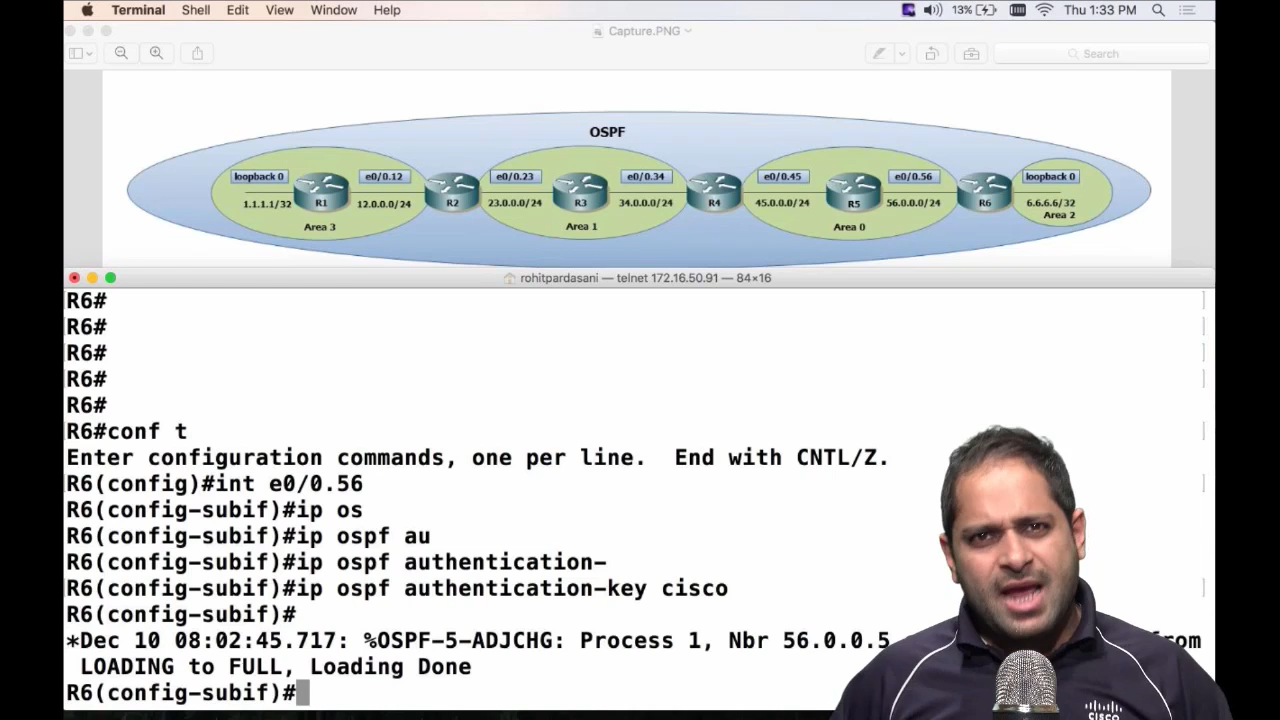 Terminal Shell Edit View Window Help 13% Thu 1:33 PM
Capture.PNG
Search
OSPF
loopback 0 e0/0.12 e0/0.23 e0/0.34 e0/0.45 e0/0.56 loopback 0
R1 R2 R3 R4 R5 R6
1.1.1.1/32 12.0.0.0/24 23.0.0.0/24 34.0.0.0/24 45.0.0.0/24 56.0.0.0/24 6.6.6.6/32
Area 3 Area 1 Area 0 Area 2
rohitpardasani — telnet 172.16.50.91 — 84×16
R6#
R6#
R6#
R6#
R6#
R6#conf t
Enter configuration commands, one per line. End with CNTL/Z.
R6(config)#int e0/0.56
R6(config-subif)#ip os
R6(config-subif)#ip ospf au
R6(config-subif)#ip ospf authentication-
R6(config-subif)#ip ospf authentication-key cisco
R6(config-subif)#
*Dec 10 08:02:45.717: %OSPF-5-ADJCHG: Process 1, Nbr 56.0.0.5
LOADING to FULL, Loading Done
R6(config-subif)#
CISCO